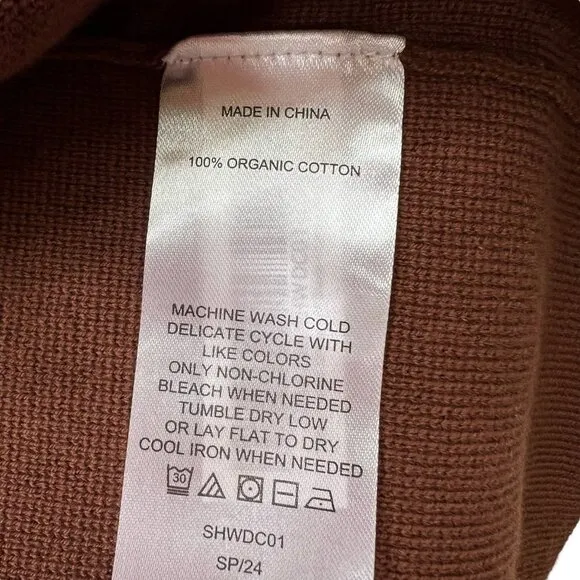 MADE IN CHINA
100% ORGANIC COTTON
MACHINE WASH COLD
DELICATE CYCLE WITH
LIKE COLORS
ONLY NON-CHLORINE
BLEACH WHEN NEEDED
TUMBLE DRY LOW
OR LAY FLAT TO DRY
COOL IRON WHEN NEEDED
30
SHWDC01
SP/24